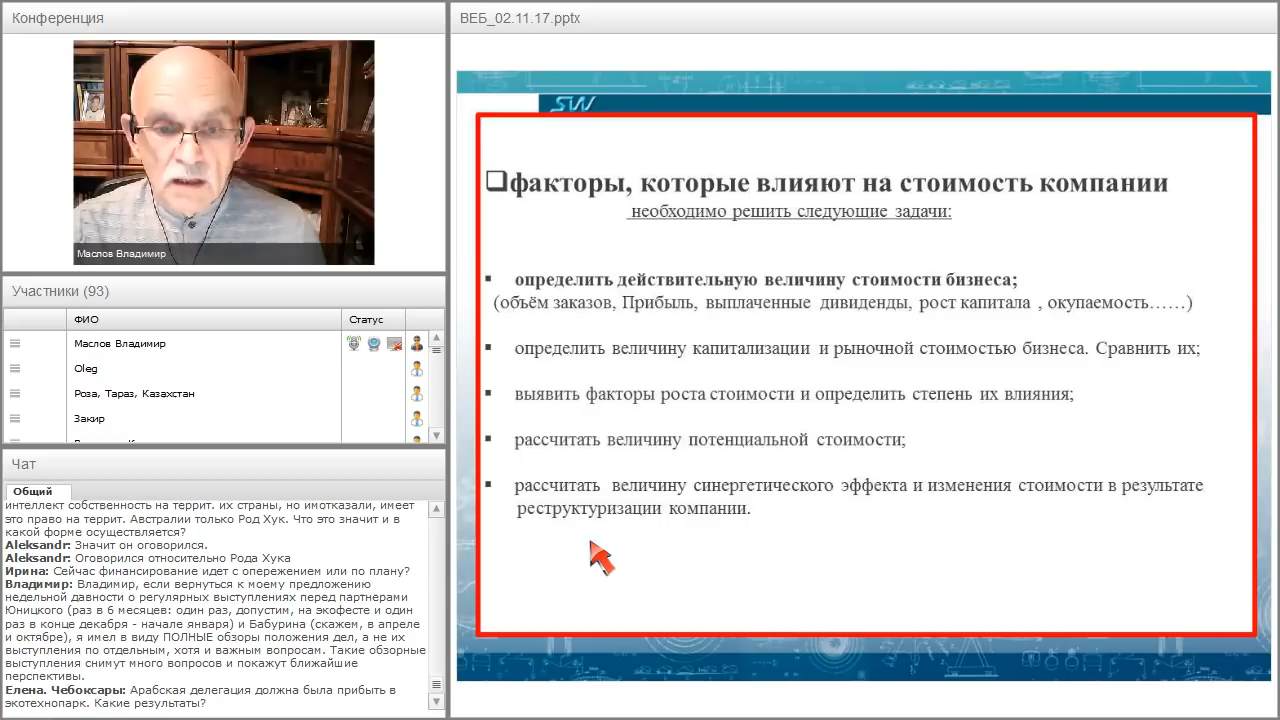 Конференция
Маслов Владимир
Участники (93)
ФИО
Статус
Маслов Владимир
Oleg
Роза, Тараз, Казахстан
Закир
Чат
Общий
интеллект собственность на террит. их страны, но имотказали, имеет
это право на террит. Австралии только Род Хук. Что это значит и в
какой форме осуществляется?
Aleksandr: Значит он оговорился.
Aleksandr: Оговорился относительно Рода Хука
Ирина: Сейчас финансирование идет с опережением или по плану?
Владимир: Владимир, если вернуться к моему предложению
недельной давности о регулярных выступлениях перед партнерами
Юницкого (раз в 6 месяцев: один раз, допустим, на экофесте и один
раз в конце декабря - начале января) и Бабурина (скажем, в апреле
и октябре), я имел в виду ПОЛНЫЕ обзоры положения дел, а не их
выступления по отдельным, хотя и важным вопросам. Такие обзорные
выступления снимут много вопросов и покажут ближайшие
перспективы.
Елена. Чебоксары: Арабская делегация должна была прибыть в
экотехнопарк. Какие результаты?
ВЕБ_02.11.17.pptx
SW
факторы, которые влияют на стоимость компании
необходимо решить следующие задачи:
▪ определить действительную величину стоимости бизнеса;
(объём заказов, Прибыль, выплаченные дивиденды, рост капитала , окупаемость……)
▪ определить величину капитализации и рыночной стоимостью бизнеса. Сравнить их;
▪ выявить факторы роста стоимости и определить степень их влияния;
▪ рассчитать величину потенциальной стоимости;
▪ рассчитать величину синергетического эффекта и изменения стоимости в результате
реструктуризации компании.